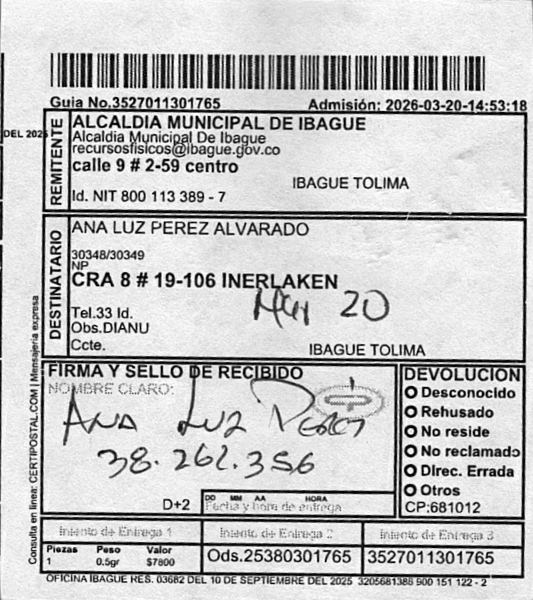 Guia No.3527011301765 Admisión: 2026-03-20-14:53:18
DEL 2025
REMITENTE
ALCALDIA MUNICIPAL DE IBAGUE
Alcaldia Municipal De Ibague
recursosfisicos@ibague.gov.co
calle 9 # 2-59 centro
IBAGUE TOLIMA
Id. NIT 800 113 389 - 7
DESTINATARIO
ANA LUZ PEREZ ALVARADO
30348/30349
NP
CRA 8 # 19-106 INERLAKEN
20
Tel.33 Id.
Obs.DIANU
Ccte.
IBAGUE TOLIMA
FIRMA Y SELLO DE RECIBIDO
NOMBRE CLARO:
Ana Luz Perez
38.262.356
D+2
DD MM AA HORA
Fecha y hora de entrega
DEVOLUCION
Desconocido
Rehusado
No reside
No reclamado
Direc. Errada
Otros
CP:681012
Intento de Entrega 1 Intento de Entrega 2 Intento de Entrega 3
Piezas Peso Valor
1 0.5gr $7800
Ods.25380301765 3527011301765
OFICINA IBAGUE RES. 03682 DEL 10 DE SEPTIEMBRE DEL 2025 3205681388 900 151 122 - 2
Consulta en linea: CERTIPOSTAL.COM | Mensajeria expresa